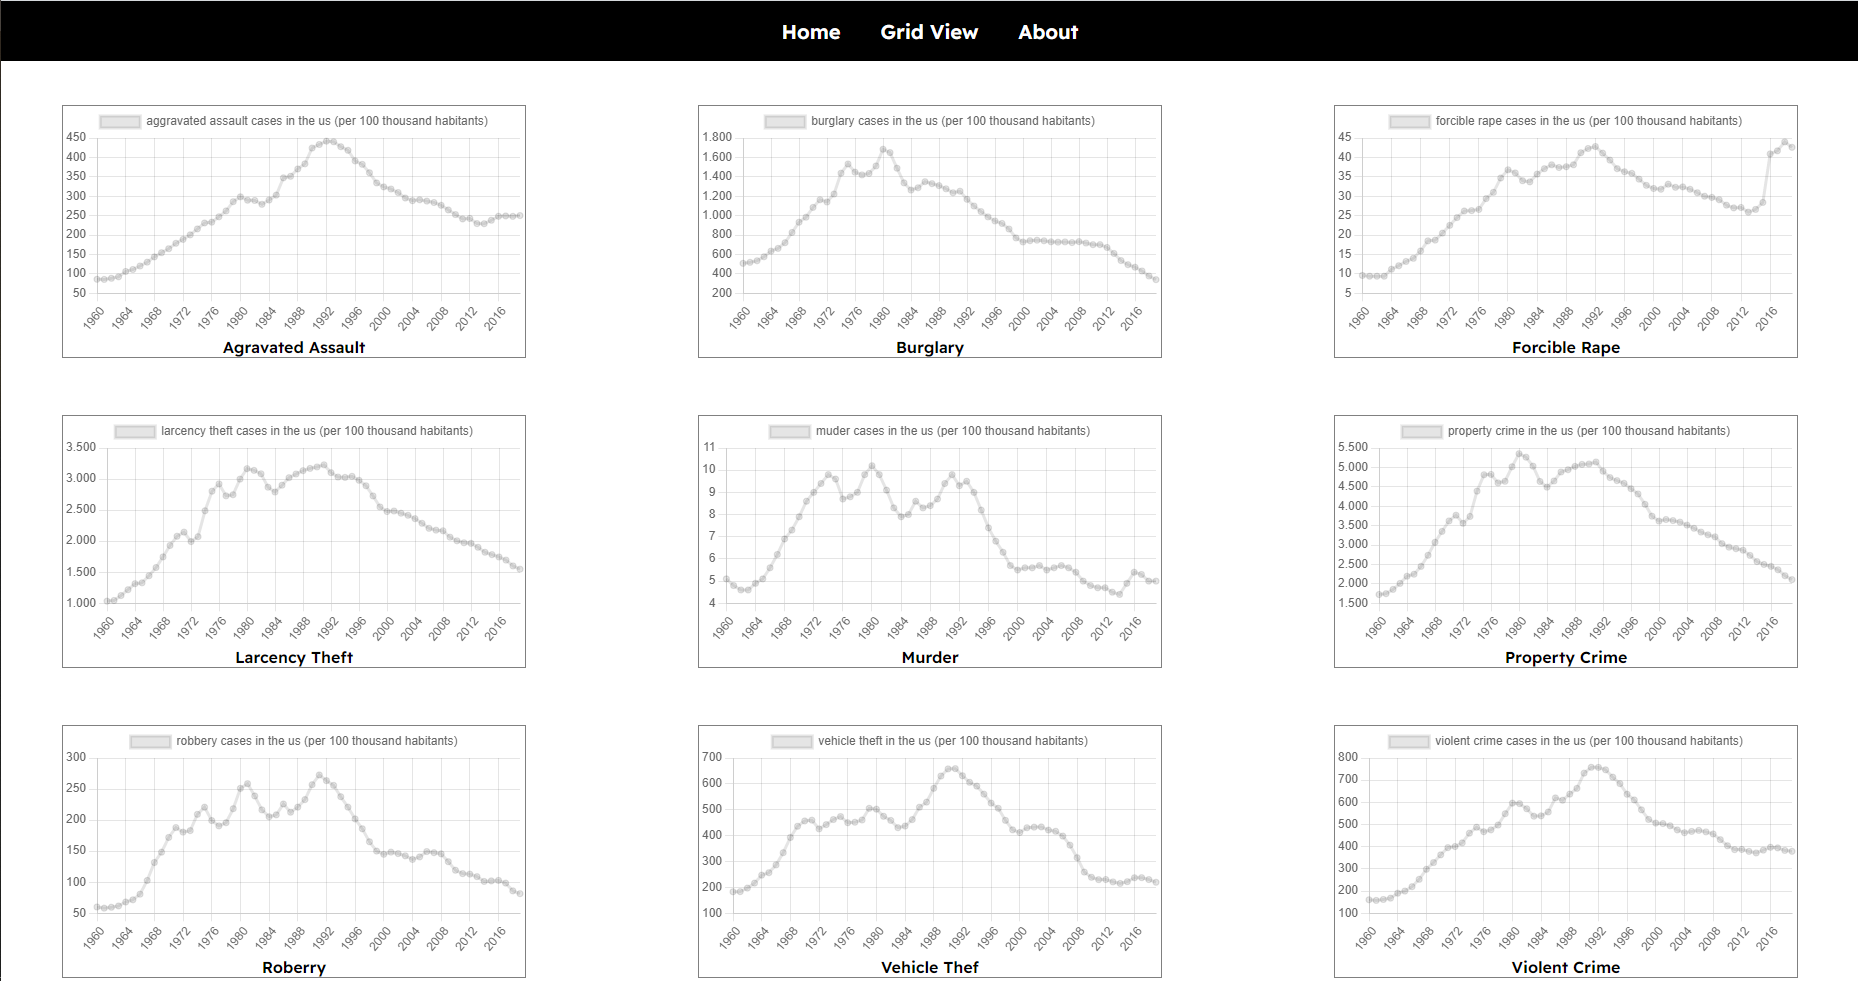 Home Grid View About
aggravated assault cases in the us (per 100 thousand habitants)
450
400
350
300
250
200
150
100
50
1960 1964 1968 1972 1976 1980 1984 1988 1992 1996 2000 2004 2008 2012 2016
Agravated Assault
burglary cases in the us (per 100 thousand habitants)
1.800
1.600
1.400
1.200
1.000
800
600
400
200
1960 1964 1968 1972 1976 1980 1984 1988 1992 1996 2000 2004 2008 2012 2016
Burglary
forcible rape cases in the us (per 100 thousand habitants)
45
40
35
30
25
20
15
10
5
1960 1964 1968 1972 1976 1980 1984 1988 1992 1996 2000 2004 2008 2012 2016
Forcible Rape
larcency theft cases in the us (per 100 thousand habitants)
3.500
3.000
2.500
2.000
1.500
1.000
1960 1964 1968 1972 1976 1980 1984 1988 1992 1996 2000 2004 2008 2012 2016
Larcency Theft
muder cases in the us (per 100 thousand habitants)
11
10
9
8
7
6
5
4
1960 1964 1968 1972 1976 1980 1984 1988 1992 1996 2000 2004 2008 2012 2016
Murder
property crime in the us (per 100 thousand habitants)
5.500
5.000
4.500
4.000
3.500
3.000
2.500
2.000
1.500
1960 1964 1968 1972 1976 1980 1984 1988 1992 1996 2000 2004 2008 2012 2016
Property Crime
robbery cases in the us (per 100 thousand habitants)
300
250
200
150
100
50
1960 1964 1968 1972 1976 1980 1984 1988 1992 1996 2000 2004 2008 2012 2016
Roberry
vehicle theft in the us (per 100 thousand habitants)
700
600
500
400
300
200
100
1960 1964 1968 1972 1976 1980 1984 1988 1992 1996 2000 2004 2008 2012 2016
Vehicle Thef
violent crime cases in the us (per 100 thousand habitants)
800
700
600
500
400
300
200
100
1960 1964 1968 1972 1976 1980 1984 1988 1992 1996 2000 2004 2008 2012 2016
Violent Crime